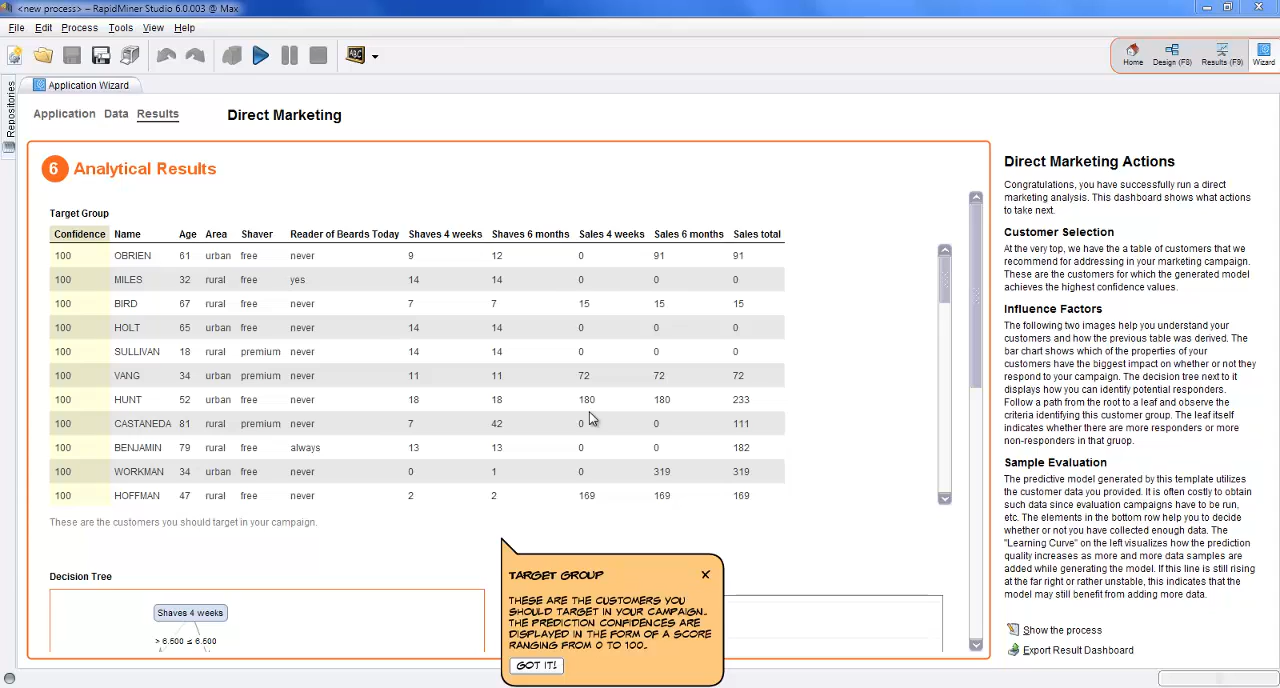 <new process> – RapidMiner Studio 6.0.003 @ Max
File Edit Process Tools View Help
ABC
Home Design (F8) Results (F9) Wizard
Repositories
Application Wizard
Application Data Results Direct Marketing
6 Analytical Results
Target Group
Confidence Name Age Area Shaver Reader of Beards Today Shaves 4 weeks Shaves 6 months Sales 4 weeks Sales 6 months Sales total
100 OBRIEN 61 urban free never 9 12 0 91 91
100 MILES 32 rural free yes 14 14 0 0 0
100 BIRD 67 rural free never 7 7 15 15 15
100 HOLT 65 urban free never 14 14 0 0 0
100 SULLIVAN 18 rural premium never 14 14 0 0 0
100 VANG 34 urban premium never 11 11 72 72 72
100 HUNT 52 urban free never 18 18 180 180 233
100 CASTANEDA 81 rural premium never 7 42 0 0 111
100 BENJAMIN 79 rural free always 13 13 0 0 182
100 WORKMAN 34 urban free never 0 1 0 319 319
100 HOFFMAN 47 rural free never 2 2 169 169 169
These are the customers you should target in your campaign.
Decision Tree
Shaves 4 weeks
> 6.500 ≤ 6.500
TARGET GROUP
THESE ARE THE CUSTOMERS YOU
SHOULD TARGET IN YOUR CAMPAIGN.
THE PREDICTION CONFIDENCES ARE
DISPLAYED IN THE FORM OF A SCORE
RANGING FROM 0 TO 100.
GOT IT!
Direct Marketing Actions
Congratulations, you have successfully run a direct
marketing analysis. This dashboard shows what actions
to take next.
Customer Selection
At the very top, we have the a table of customers that we
recommend for addressing in your marketing campaign.
These are the customers for which the generated model
achieves the highest confidence values.
Influence Factors
The following two images help you understand your
customers and how the previous table was derived. The
bar chart shows which of the properties of your
customers have the biggest impact on whether or not they
respond to your campaign. The decision tree next to it
displays how you can identify potential responders.
Follow a path from the root to a leaf and observe the
criteria identifying this customer group. The leaf itself
indicates whether there are more responders or more
non-responders in that gruop.
Sample Evaluation
The predictive model generated by this template utilizes
the customer data you provided. It is often costly to obtain
such data since evaluation campaigns have to be run,
etc. The elements in the bottom row help you to decide
whether or not you have collected enough data. The
"Learning Curve" on the left visualizes how the prediction
quality increases as more and more data samples are
added while generating the model. If this line is still rising
at the far right or rather unstable, this indicates that the
model may still benefit from adding more data.
Show the process
Export Result Dashboard